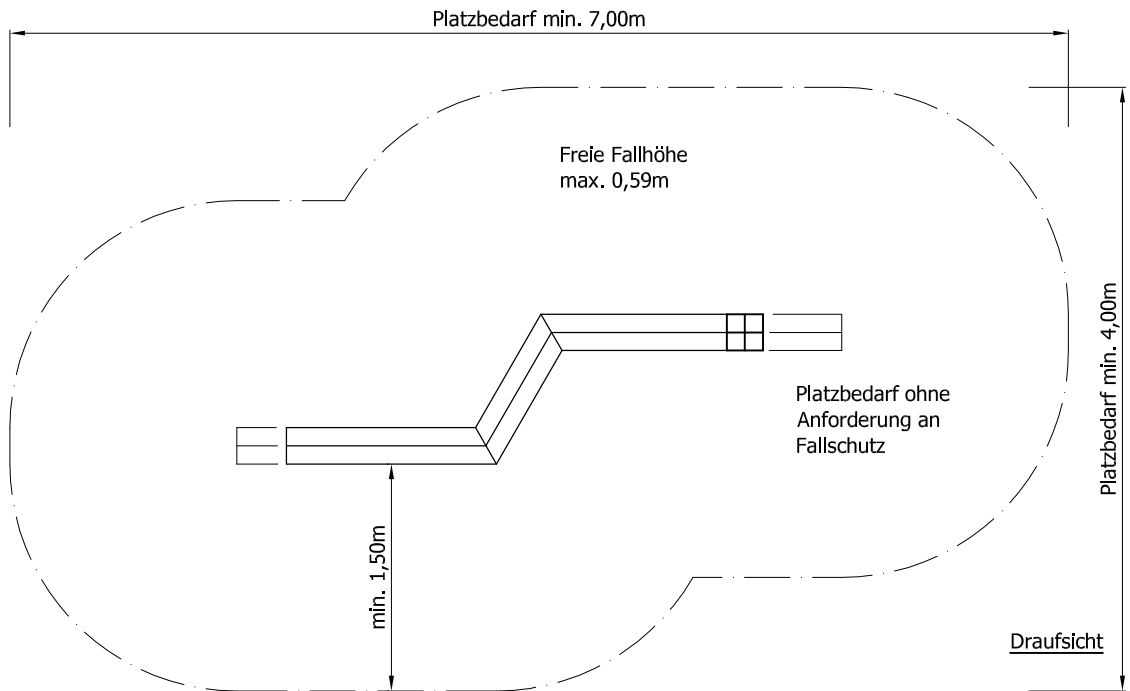 Platzbedarf min. 7,00m
Freie Fallhöhe
max. 0,59m
Platzbedarf min. 4,00m
Platzbedarf ohne
Anforderung an
Fallschutz
min. 1,50m
Draufsicht